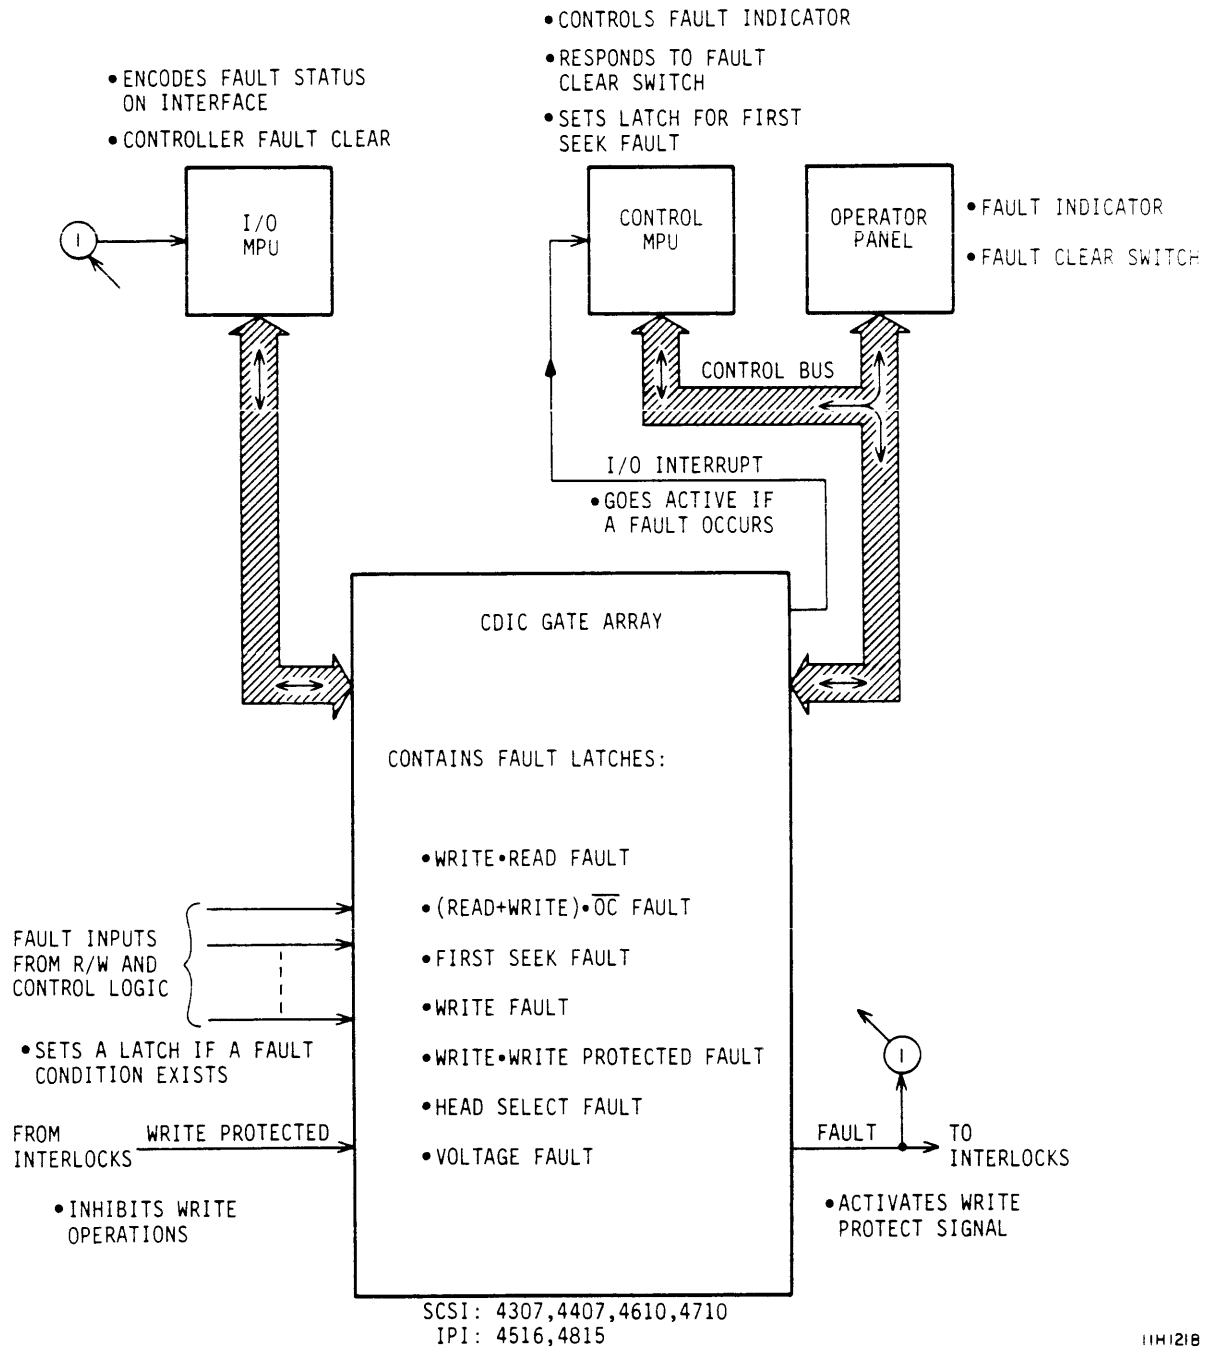 • CONTROLS FAULT INDICATOR
• RESPONDS TO FAULT
CLEAR SWITCH
• SETS LATCH FOR FIRST
SEEK FAULT
• ENCODES FAULT STATUS
ON INTERFACE
• CONTROLLER FAULT CLEAR
I/O
MPU
I
CONTROL
MPU
OPERATOR
PANEL
• FAULT INDICATOR
• FAULT CLEAR SWITCH
CONTROL BUS
I/O INTERRUPT
• GOES ACTIVE IF
A FAULT OCCURS
CDIC GATE ARRAY
CONTAINS FAULT LATCHES:
• WRITE•READ FAULT
• (READ+WRITE)•O̅C̅ FAULT
• FIRST SEEK FAULT
• WRITE FAULT
• WRITE•WRITE PROTECTED FAULT
• HEAD SELECT FAULT
• VOLTAGE FAULT
FAULT INPUTS
FROM R/W AND
CONTROL LOGIC
• SETS A LATCH IF A FAULT
CONDITION EXISTS
FROM
INTERLOCKS
WRITE PROTECTED
• INHIBITS WRITE
OPERATIONS
I
FAULT
TO
INTERLOCKS
• ACTIVATES WRITE
PROTECT SIGNAL
SCSI: 4307,4407,4610,4710
IPI: 4516,4815
11H121B